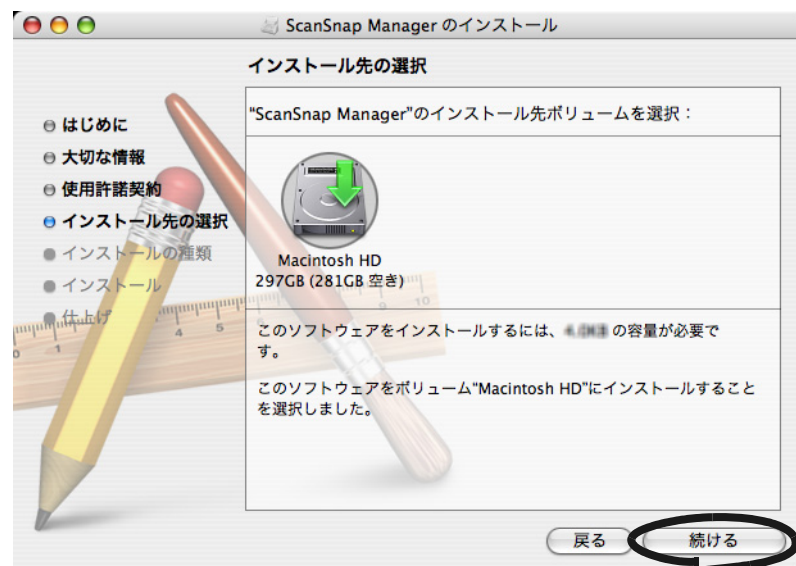 ScanSnap Manager のインストール
インストール先の選択
はじめに
大切な情報
使用許諾契約
インストール先の選択
インストールの種類
インストール
仕上げ
"ScanSnap Manager"のインストール先ボリュームを選択：
Macintosh HD
297GB (281GB 空き)
このソフトウェアをインストールするには、 の容量が必要で
す。
このソフトウェアをボリューム"Macintosh HD"にインストールすること
を選択しました。
0 1 4 5 9 10
戻る
続ける